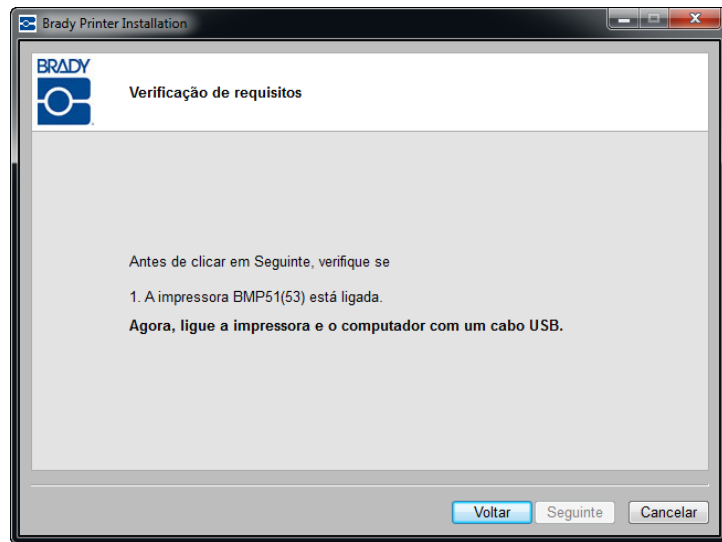 Brady Printer Installation
BRADY
Verificação de requisitos
Antes de clicar em Seguinte, verifique se
1. A impressora BMP51(53) está ligada.
Agora, ligue a impressora e o computador com um cabo USB.
Voltar Seguinte Cancelar